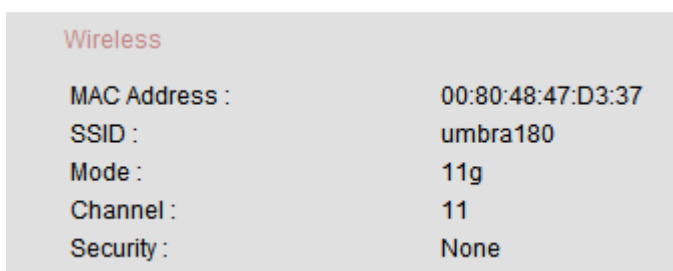 Wireless
MAC Address : 00:80:48:47:D3:37
SSID : umbra180
Mode : 11g
Channel : 11
Security : None